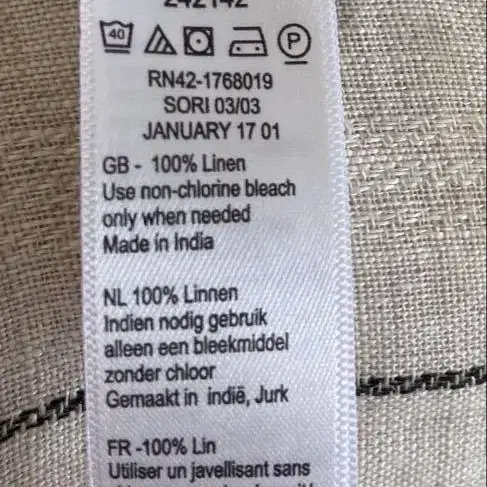 242142
40 P
RN42-1768019
SORI 03/03
JANUARY 17 01
GB - 100% Linen
Use non-chlorine bleach
only when needed
Made in India
NL 100% Linnen
Indien nodig gebruik
alleen een bleekmiddel
zonder chloor
Gemaakt in indië, Jurk
FR -100% Lin
Utiliser un javellisant sans